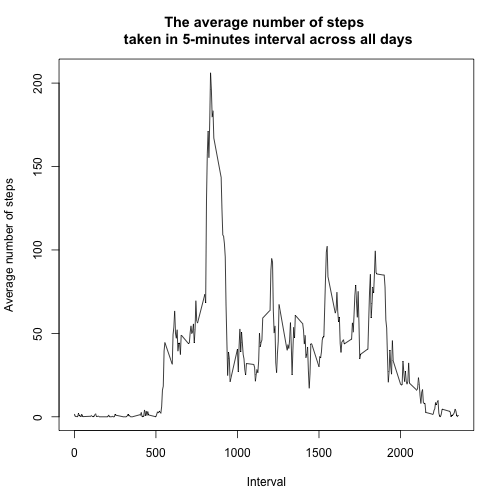 The average number of steps
taken in 5-minutes interval across all days
Average number of steps
200
150
100
50
0
0 500 1000 1500 2000
Interval